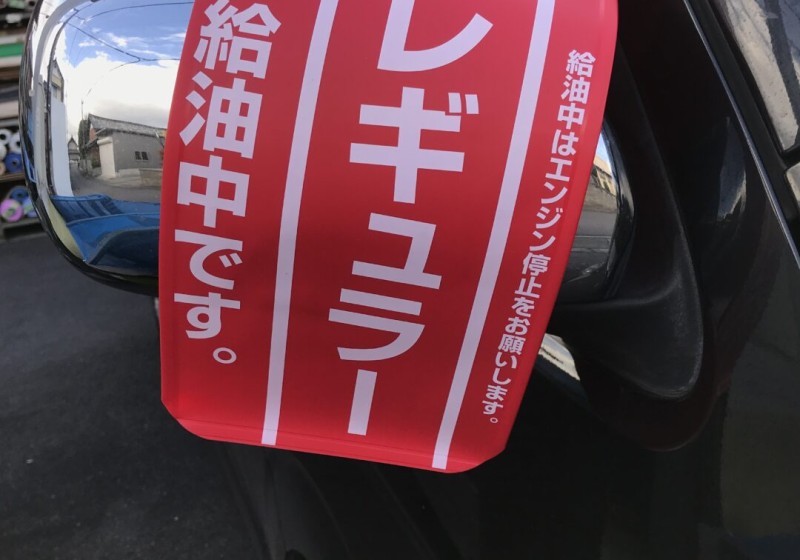 給油中はエンジン停止をお願いします。
レギュラー
給油中です。